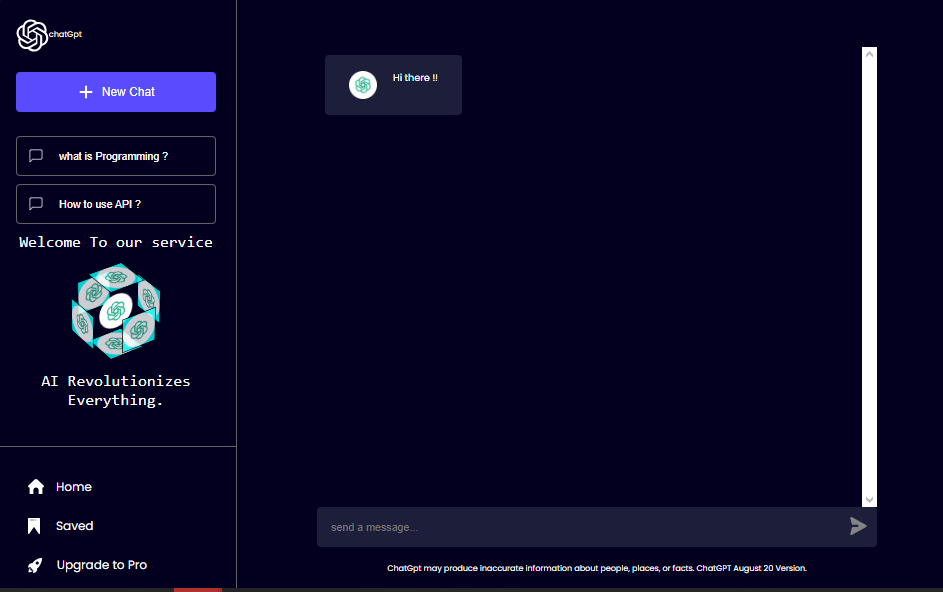 chatGpt
New Chat
what is Programming ?
How to use API ?
Welcome To our service
AI Revolutionizes
Everything.
Home
Saved
Upgrade to Pro
Hi there !!
send a message...
ChatGpt may produce inaccurate information about people, places, or facts. ChatGPT August 20 Version.